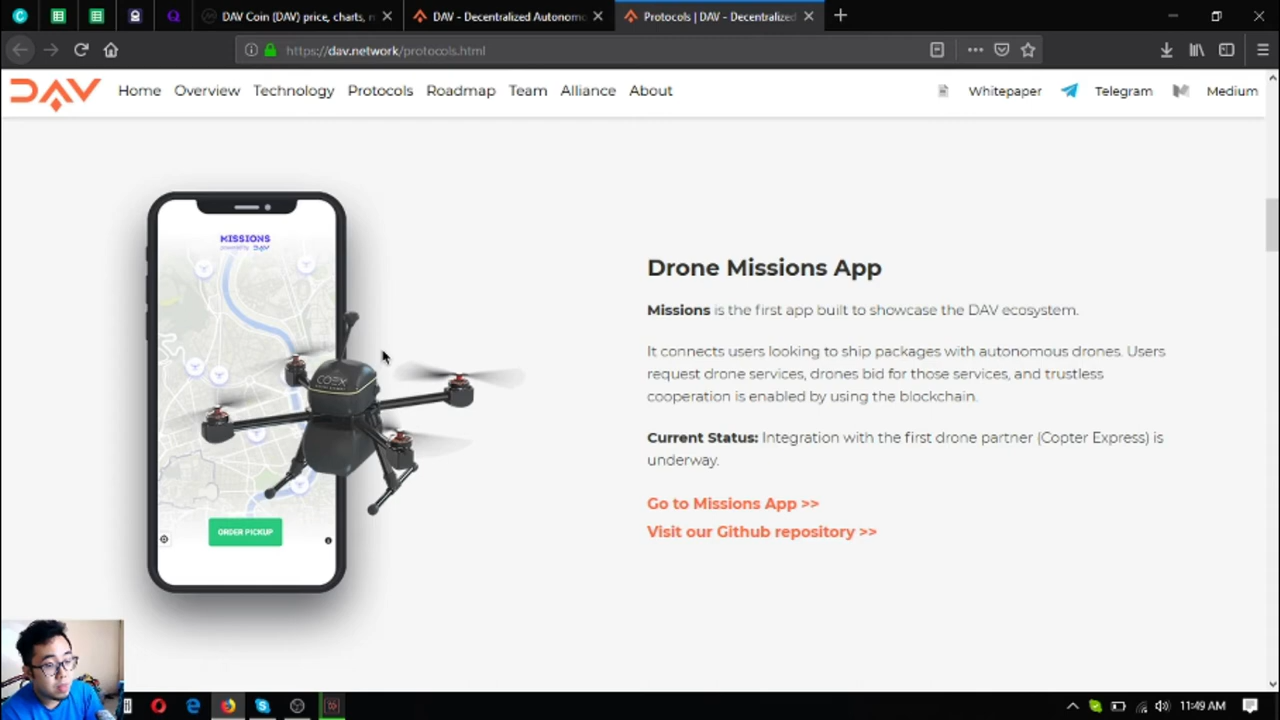 DAV Coin (DAV) price, charts, n
DAV - Decentralized Autonomo
Protocols | DAV - Decentralized
https://dav.network/protocols.html
DAV
Home
Overview
Technology
Protocols
Roadmap
Team
Alliance
About
Whitepaper
Telegram
Medium
MISSIONS
powered by DAV
COEX
ORDER PICKUP
Drone Missions App
Missions is the first app built to showcase the DAV ecosystem.
It connects users looking to ship packages with autonomous drones. Users
request drone services, drones bid for those services, and trustless
cooperation is enabled by using the blockchain.
Current Status: Integration with the first drone partner (Copter Express) is
underway.
Go to Missions App >>
Visit our Github repository >>
11:49 AM